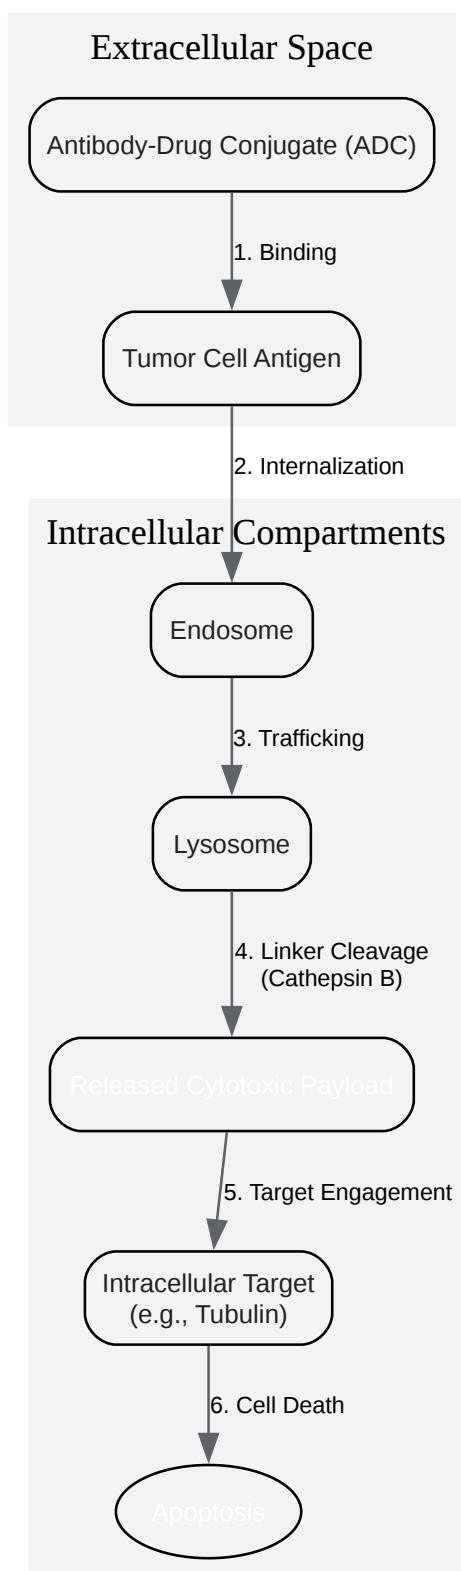 Extracellular Space
Antibody-Drug Conjugate (ADC)
1. Binding
Tumor Cell Antigen
2. Internalization
Intracellular Compartments
Endosome
3. Trafficking
Lysosome
4. Linker Cleavage
(Cathepsin B)
Released Cytotoxic Payload
5. Target Engagement
Intracellular Target
(e.g., Tubulin)
6. Cell Death
Apoptosis